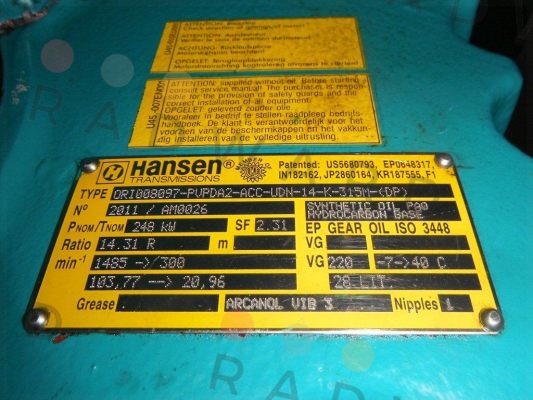 ATTENTION: Backstop
ATTENTION: Antidéviseur
ACHTUNG: Rücklaufsperre
OPGELET: Terugloopblokkering
ATTENTION: supplied without oil. Before starting
consult service manual! The purchaser is respon-
sible for the provision of safety guards and the
correct installation of all equipment.
OPGELET: geleverd zonder olie.
Vooraleer in bedrijf te stellen raadpleeg bedrijfs-
handboek. De klant is verantwoordelijk voor
de beschermkappen en het vakkun-
dig installeren van de volledige uitrusting.
Hansen
TRANSMISSIONS
Patented: US5680793, EP0648317,
IN182162, JP2860164, KR187555, F1
TYPE DRI008097-PVPDA2-ACC-UDN-14-K-315M-(DP)
N° 2011 / AM0026
SYNTHETIC OIL PAO
HYDROCARBON BASE
PNOM/TNOM 248 kW SF 2.31
EP GEAR OIL ISO 3448
Ratio 14.31 R m VG
min-1 1485 -> 300 VG 220 -7->40 C
103,77 --> 20,96 28 LIT.
Grease ARCANOL VIB 3 Nipples 1